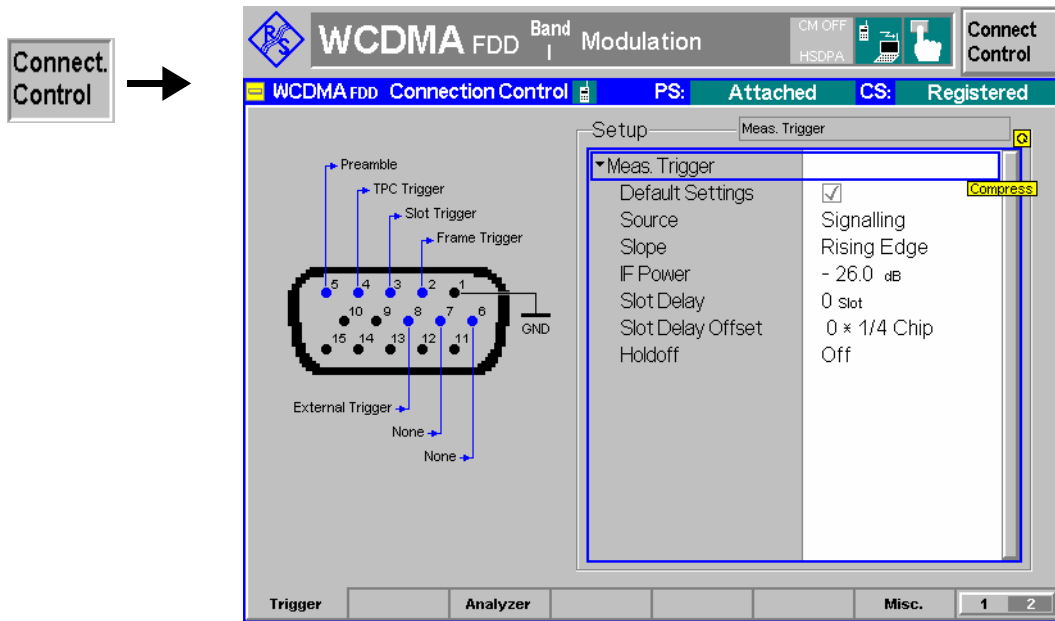 Connect.
Control
R S
WCDMA FDD Band I Modulation
CM OFF
HSDPA
Connect
Control
WCDMA FDD Connection Control PS: Attached CS: Registered
Setup
Meas. Trigger
Q
Preamble
TPC Trigger
Slot Trigger
Frame Trigger
5 4 3 2 1
10 9 8 7 6
15 14 13 12 11
GND
External Trigger
None
None
Meas. Trigger
Compress
Default Settings
Source Signalling
Slope Rising Edge
IF Power - 26.0 dB
Slot Delay 0 Slot
Slot Delay Offset 0 * 1/4 Chip
Holdoff Off
Trigger Analyzer Misc. 1 2